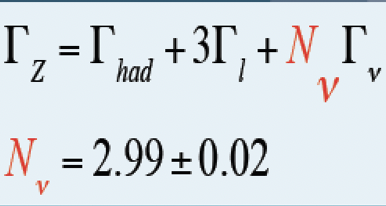 Γ_Z = Γ_had + 3Γ_l + N_ν Γ_ν
N_ν = 2.99 ± 0.02